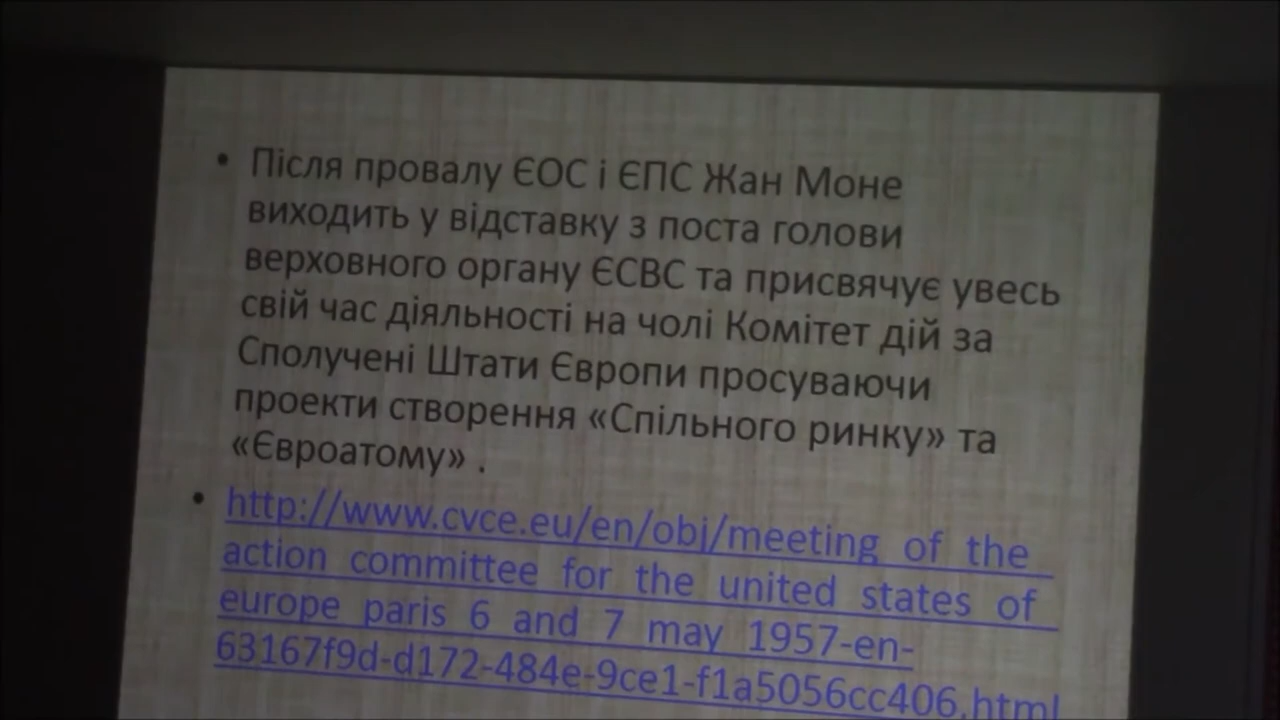 • Після провалу ЄОС і ЄПС Жан Моне
виходить у відставку з поста голови
верховного органу ЄСВС та присвячує увесь
свій час діяльності на чолі Комітет дій за
Сполучені Штати Європи просуваючи
проекти створення «Спільного ринку» та
«Євроатому» .
• http://www.cvce.eu/en/obj/meeting_of_the_
action_committee_for_the_united_states_of_
europe_paris_6_and_7_may_1957-en-
63167f9d-d172-484e-9ce1-f1a5056cc406.html